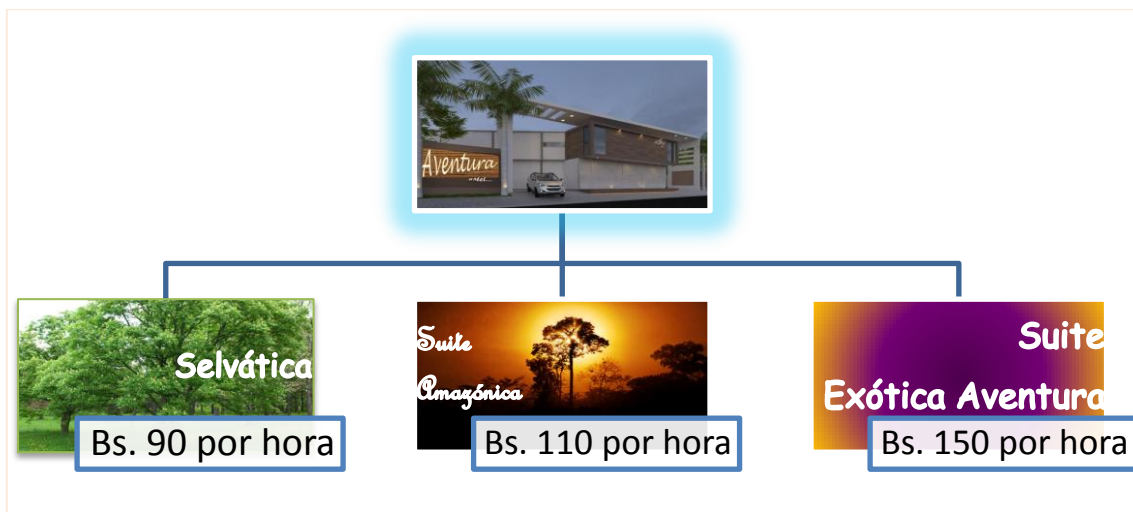 Aventura
Selvática
Bs. 90 por hora
Suite
Amazónica
Bs. 110 por hora
Suite
Exótica Aventura
Bs. 150 por hora